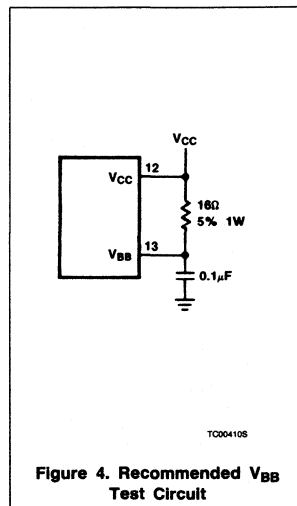 VCC
12
VCC
16Ω
5% 1W
13
VBB
0.1μF
TC00410S
Figure 4. Recommended VBB
Test Circuit